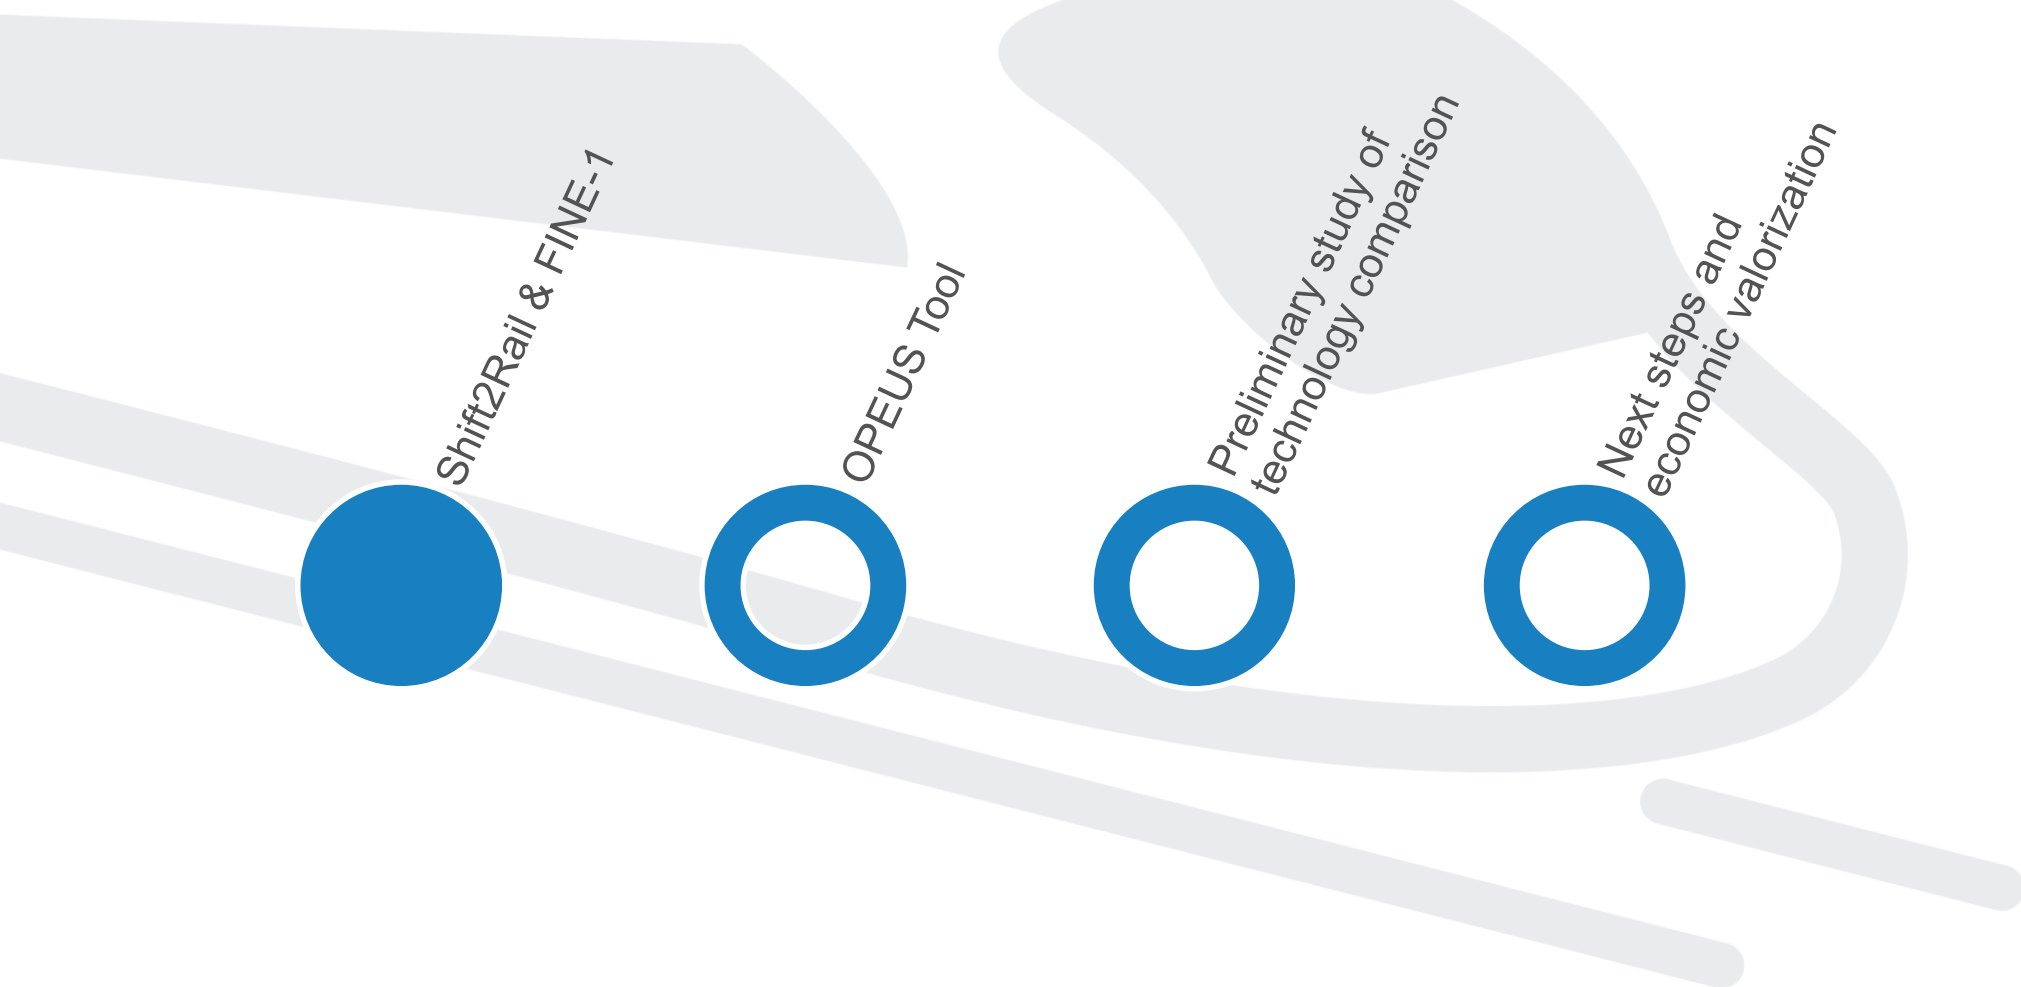 Shift2Rail & FINE-1
OPEUS Tool
Preliminary study of
technology comparison
Next steps and
economic valorization